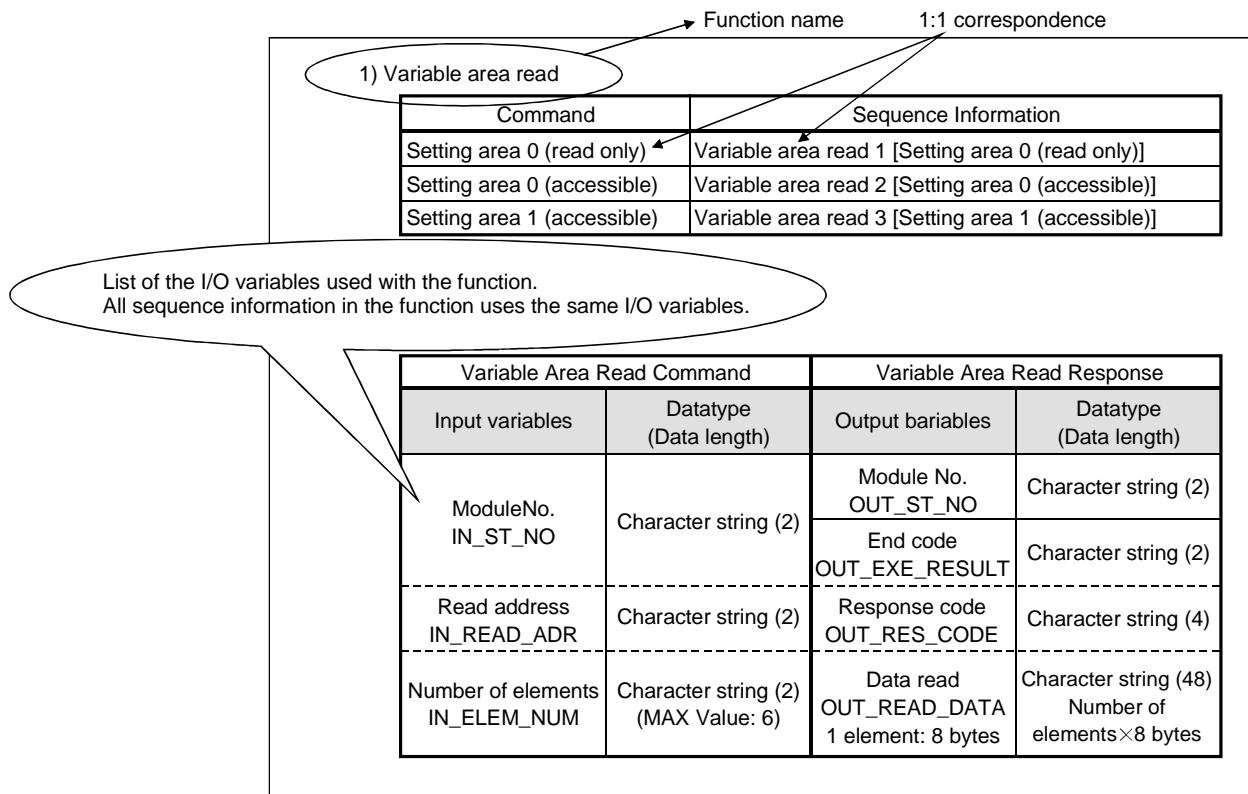 Function name 1:1 correspondence
1) Variable area read
Command Sequence Information
Setting area 0 (read only) Variable area read 1 [Setting area 0 (read only)]
Setting area 0 (accessible) Variable area read 2 [Setting area 0 (accessible)]
Setting area 1 (accessible) Variable area read 3 [Setting area 1 (accessible)]
List of the I/O variables used with the function.
All sequence information in the function uses the same I/O variables.
Variable Area Read Command Variable Area Read Response
Input variables Datatype (Data length) Output bariables Datatype (Data length)
ModuleNo.
IN_ST_NO
Character string (2)
Module No.
OUT_ST_NO
Character string (2)
End code
OUT_EXE_RESULT
Character string (2)
Read address
IN_READ_ADR
Character string (2)
Response code
OUT_RES_CODE
Character string (4)
Number of elements
IN_ELEM_NUM
Character string (2)
(MAX Value: 6)
Data read
OUT_READ_DATA
1 element: 8 bytes
Character string (48)
Number of
elements×8 bytes